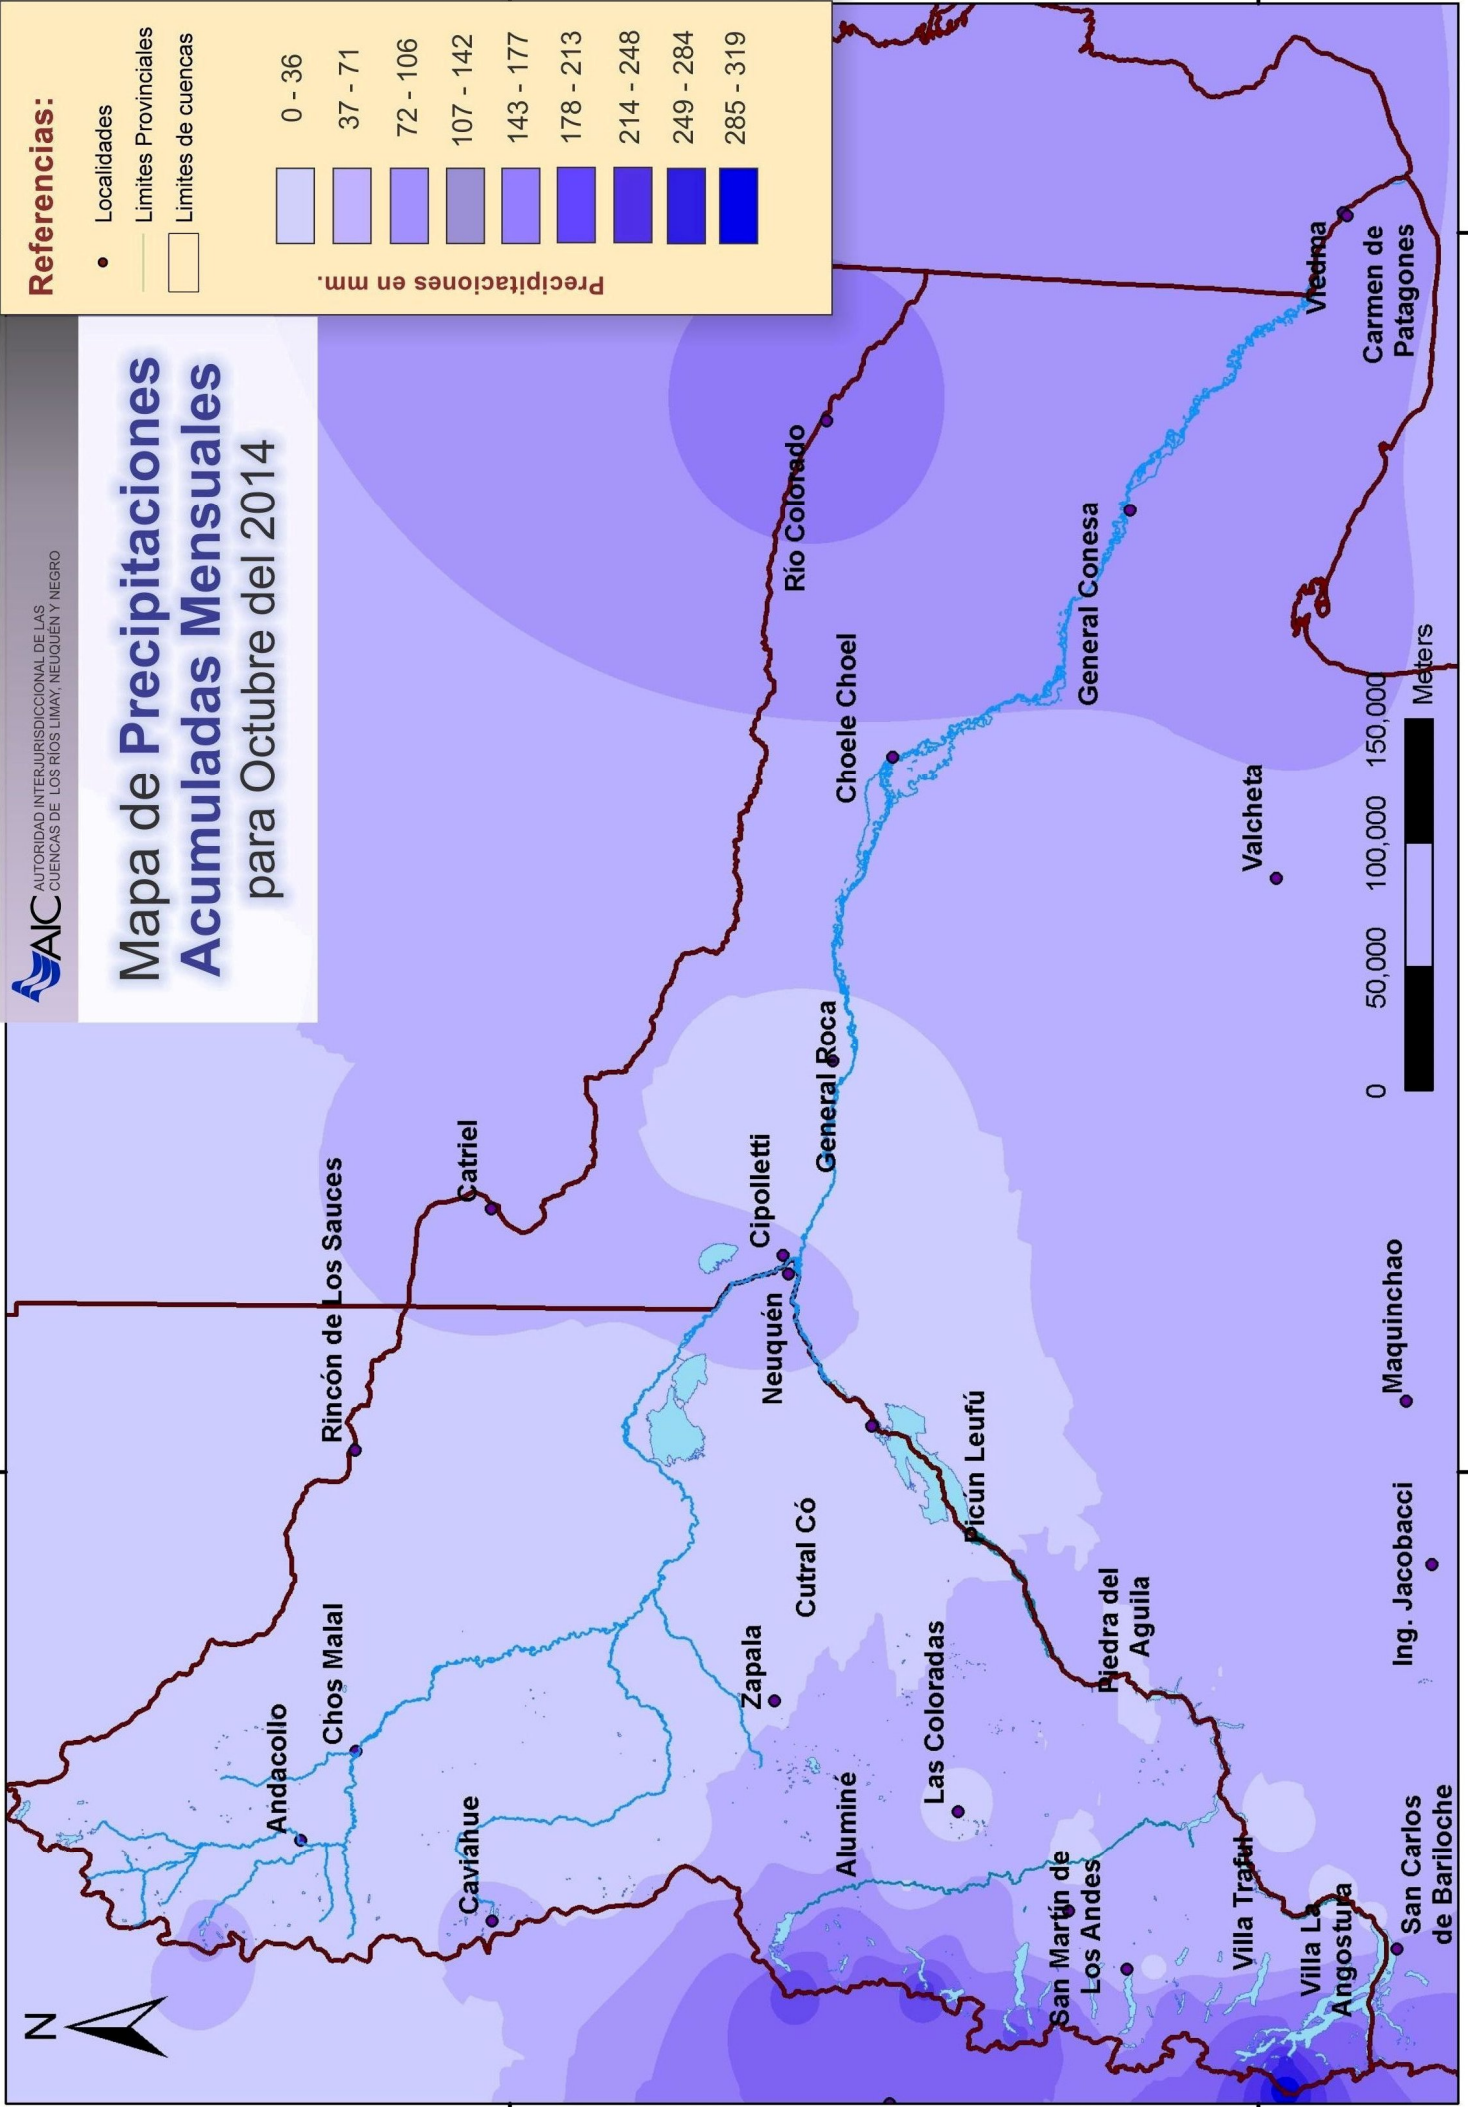 AIC
AUTORIDAD INTERJURISDICCIONAL DE LAS
CUENCAS DE LOS RÍOS LIMAY, NEUQUÉN Y NEGRO
Mapa de Precipitaciones
Acumuladas Mensuales
para Octubre del 2014
Referencias:
Localidades
Limites Provinciales
Limites de cuencas
Precipitaciones en mm.
0 - 36
37 - 71
72 - 106
107 - 142
143 - 177
178 - 213
214 - 248
249 - 284
285 - 319
N
Andacollo
Chos Malal
Rincón de Los Sauces
Caviahue
Catriel
Zapala
Cutral Có
Neuquén
Cipolletti
General Roca
Choele Choel
Río Colorado
Aluminé
Las Coloradas
Picún Leufú
San Martín de
Los Andes
Piedra del
Aguila
General Conesa
Villa Traful
Valcheta
Villa La
Angostura
Viedma
Carmen de
Patagones
San Carlos
de Bariloche
Ing. Jacobacci
Maquinchao
0
50,000
100,000
150,000
Meters